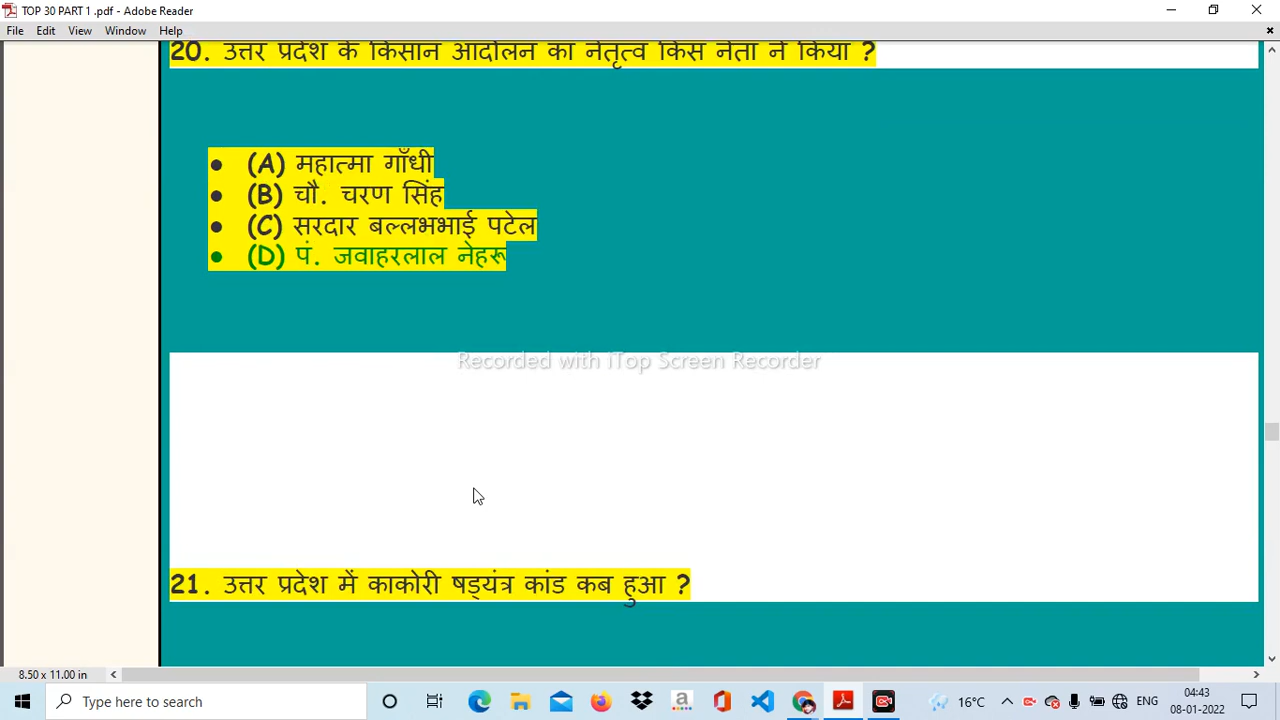 TOP 30 PART 1 .pdf - Adobe Reader
File Edit View Window Help
20. उत्तर प्रदेश के किसान आंदोलन का नेतृत्व किस नेता ने किया ?
● (A) महात्मा गाँधी
● (B) चौ. चरण सिंह
● (C) सरदार बल्लभभाई पटेल
● (D) पं. जवाहरलाल नेहरू
Recorded with iTop Screen Recorder
21. उत्तर प्रदेश में काकोरी षड्यंत्र कांड कब हुआ ?
8.50 x 11.00 in
Type here to search
16°C
ENG
04:43
08-01-2022